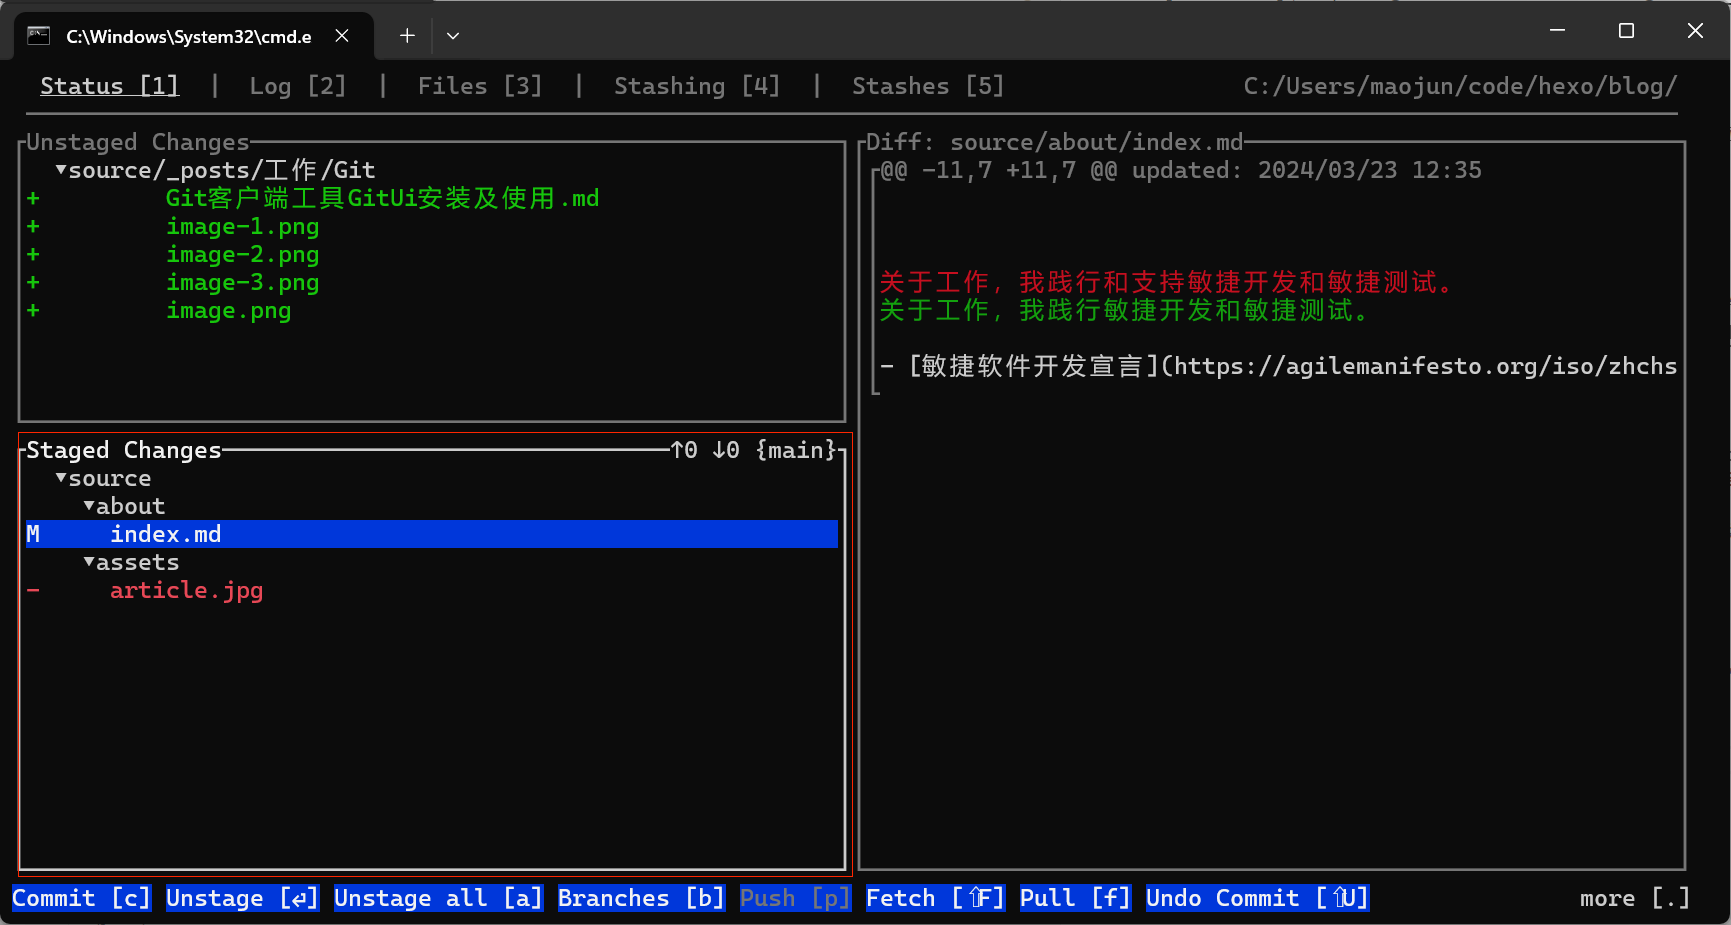 C:\Windows\System32\cmd.e
Status [1] | Log [2] | Files [3] | Stashing [4] | Stashes [5] C:/Users/maojun/code/hexo/blog/
Unstaged Changes
▼source/_posts/工作/Git
+ Git客户端工具GitUi安装及使用.md
+ image-1.png
+ image-2.png
+ image-3.png
+ image.png
Staged Changes ↑0 ↓0 {main}
▼source
▼about
M index.md
▼assets
- article.jpg
Diff: source/about/index.md
@@ -11,7 +11,7 @@ updated: 2024/03/23 12:35
关于工作，我践行和支持敏捷开发和敏捷测试。
关于工作，我践行敏捷开发和敏捷测试。
- [敏捷软件开发宣言](https://agilemanifesto.org/iso/zhchs
Commit [c] Unstage [↵] Unstage all [a] Branches [b] Push [p] Fetch [⇧F] Pull [f] Undo Commit [⇧U] more [.]